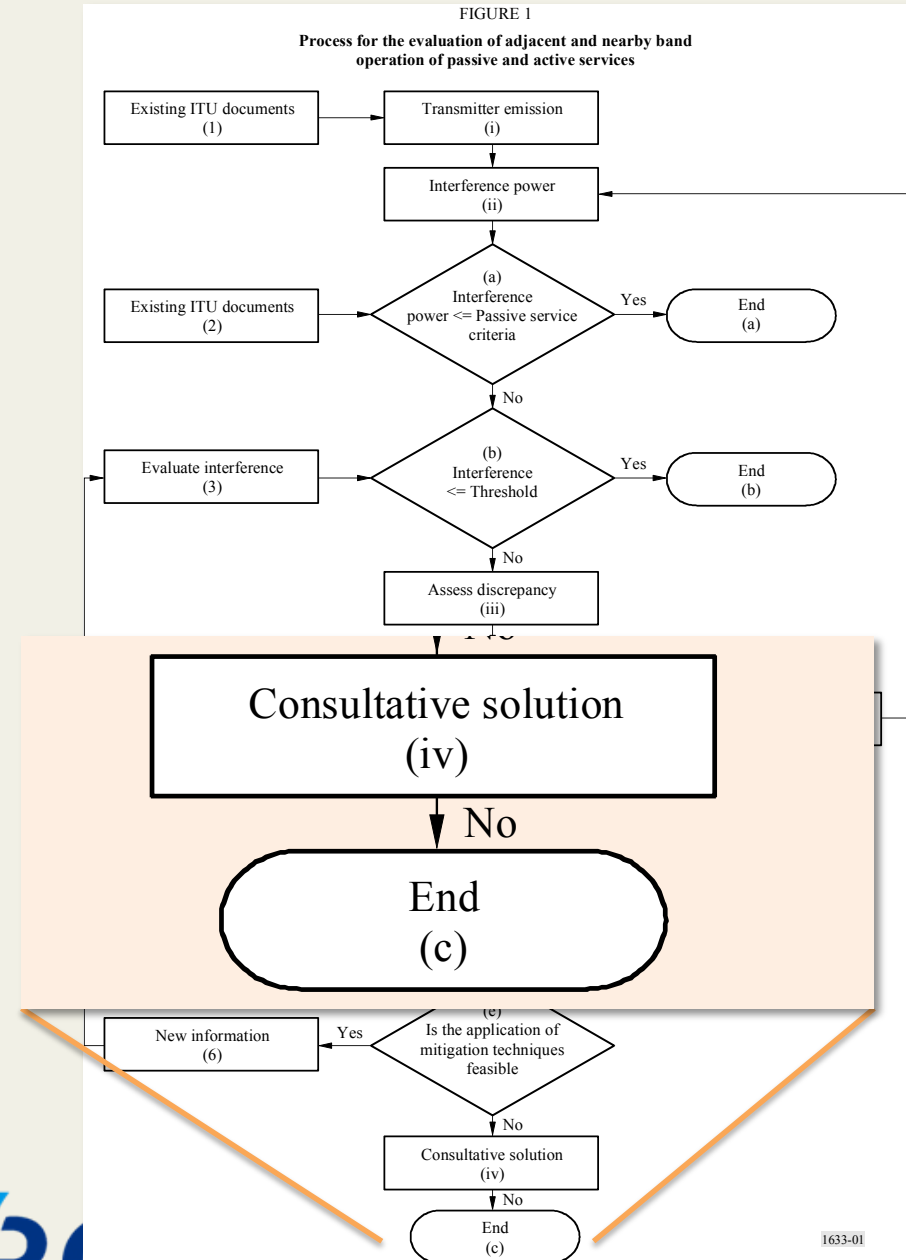 FIGURE 1
Process for the evaluation of adjacent and nearby band
operation of passive and active services
Existing ITU documents
(1)
Transmitter emission
(i)
Interference power
(ii)
Existing ITU documents
(2)
(a)
Interference
power <= Passive service
criteria
Yes
End
(a)
No
Evaluate interference
(3)
(b)
Interference
<= Threshold
Yes
End
(b)
No
Assess discrepancy
(iii)
Consultative solution
(iv)
No
End
(c)
New information
(6)
Yes
(e)
Is the application of
mitigation techniques
feasible
No
Consultative solution
(iv)
No
End
(c)
1633-01